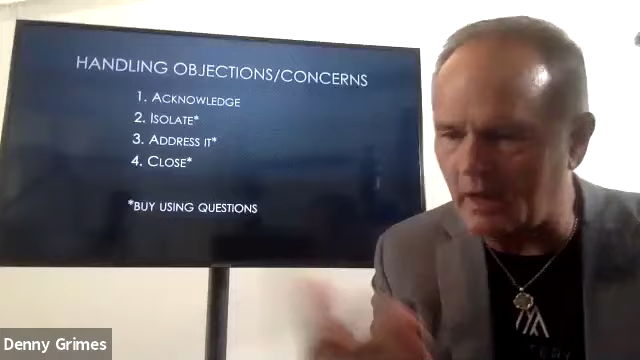 HANDLING OBJECTIONS/CONCERNS
1. ACKNOWLEDGE
2. ISOLATE*
3. ADDRESS IT*
4. CLOSE*
*BUY USING QUESTIONS
Denny Grimes